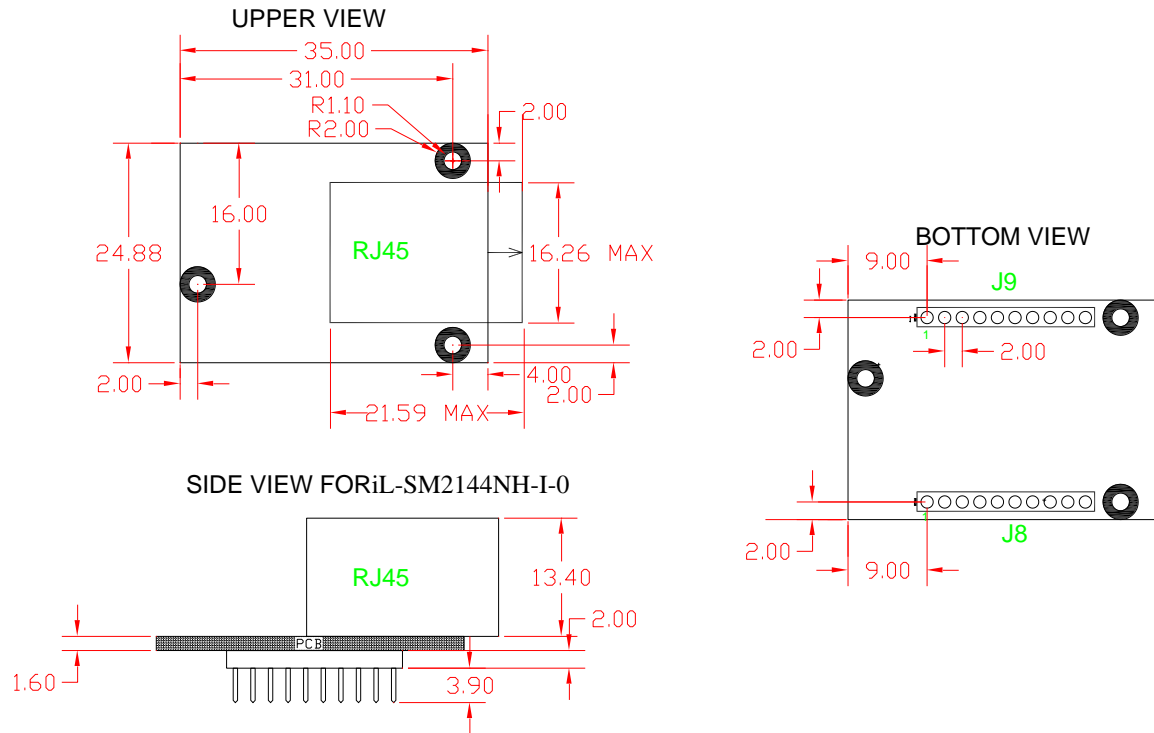 UPPER VIEW
35.00
31.00
R1.10
2.00
R2.00
16.00
24.88
RJ45
16.26 MAX
2.00
4.00
2.00
21.59 MAX
BOTTOM VIEW
9.00
J9
1
2.00
2.00
1
J8
2.00
9.00
SIDE VIEW FORiL-SM2144NH-I-0
RJ45
13.40
2.00
PCB
1.60
3.90